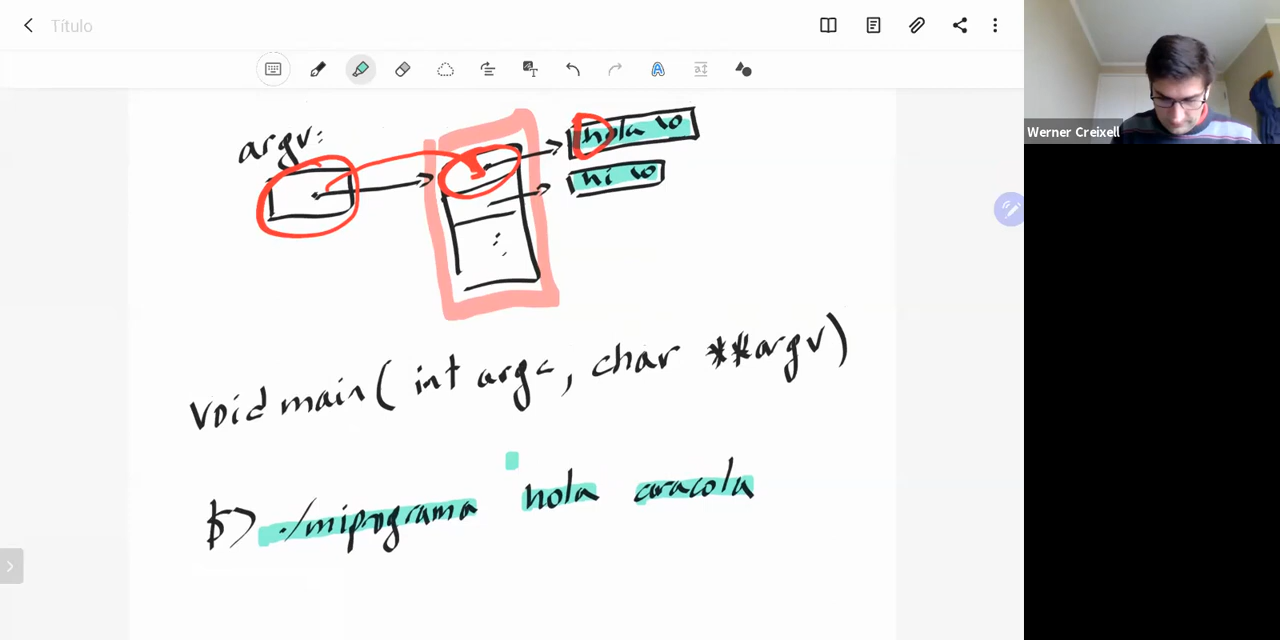 Título
Werner Creixell
argv:
hola \0
hi \0
void main( int argc, char **argv)
$> ./miprograma hola caracola